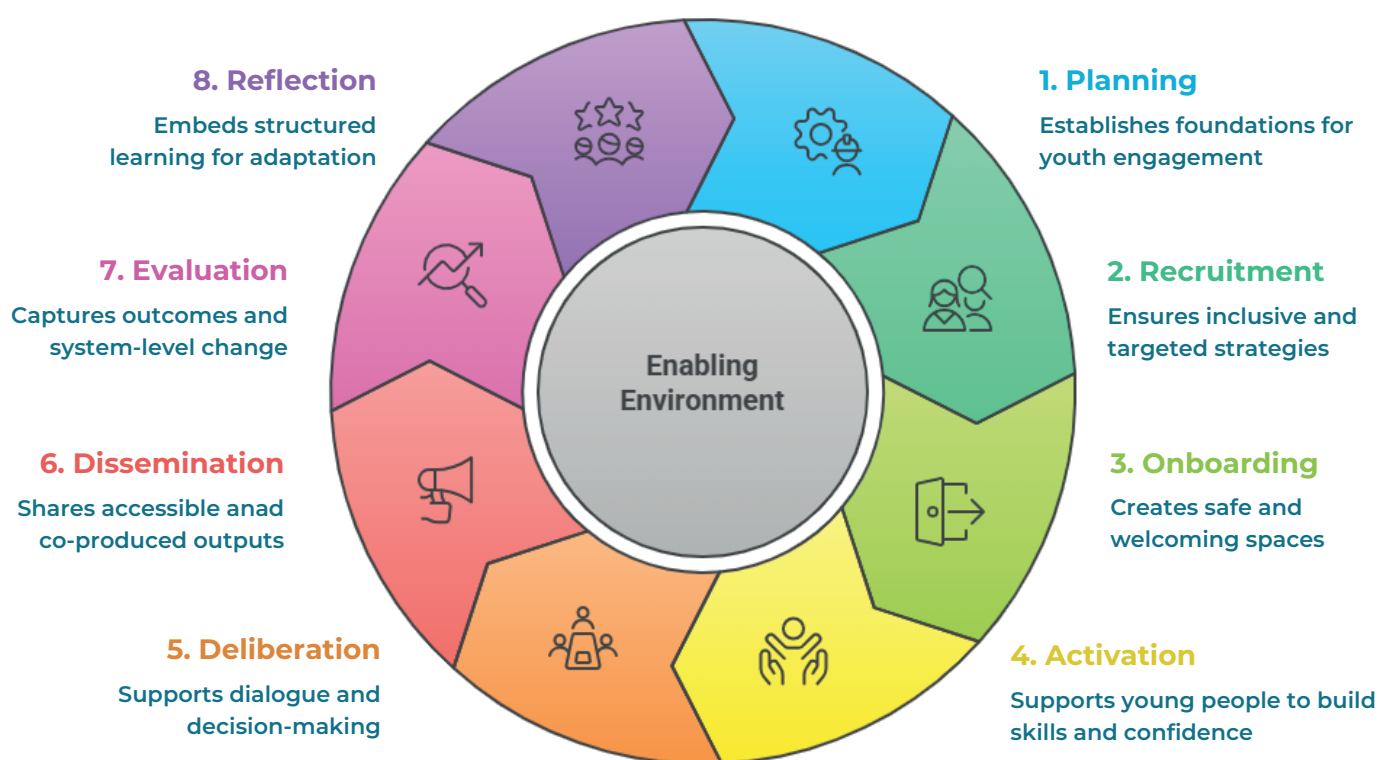 1. Planning
Establishes foundations for
youth engagement
2. Recruitment
Ensures inclusive and
targeted strategies
3. Onboarding
Creates safe and
welcoming spaces
4. Activation
Supports young people to build
skills and confidence
5. Deliberation
Supports dialogue and
decision-making
6. Dissemination
Shares accessible anad
co-produced outputs
7. Evaluation
Captures outcomes and
system-level change
8. Reflection
Embeds structured
learning for adaptation
Enabling
Environment